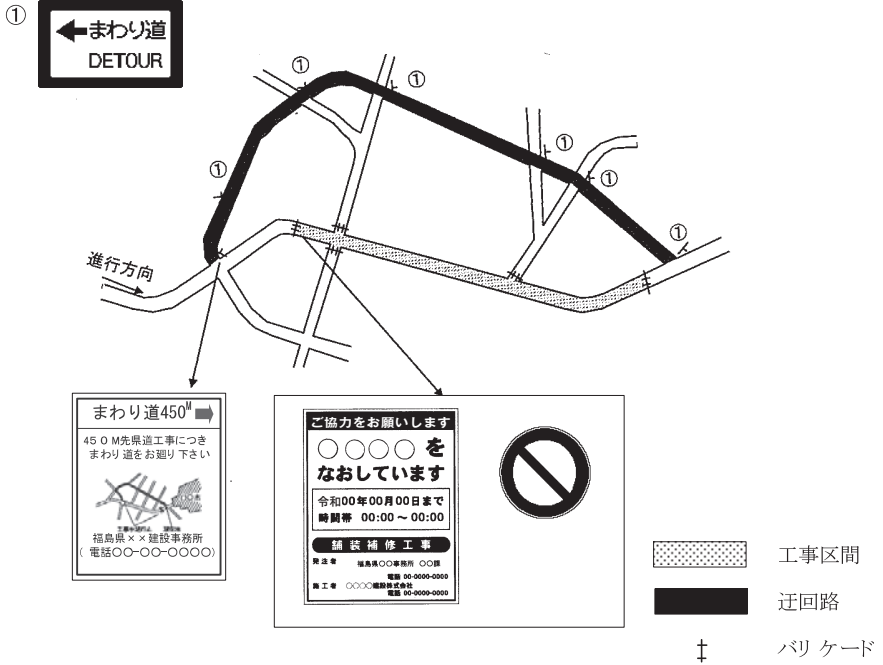 ①
まわり道
DETOUR
①
①
①
①
①
①
進行方向
まわり道450M
450M先県道工事につき
まわり道をお廻り下さい
福島県××建設事務所
(電話○○-○○-○○○○)
ご協力をお願いします
○○○○を
なおしています
令和00年00月00日まで
時間帯 00:00~00:00
舗装補修工事
発注者 福島県○○事務所 ○○課
電話 00-0000-0000
施工者 ○○○○建設株式会社
電話 00-0000-0000
工事区間
迂回路
バリケード